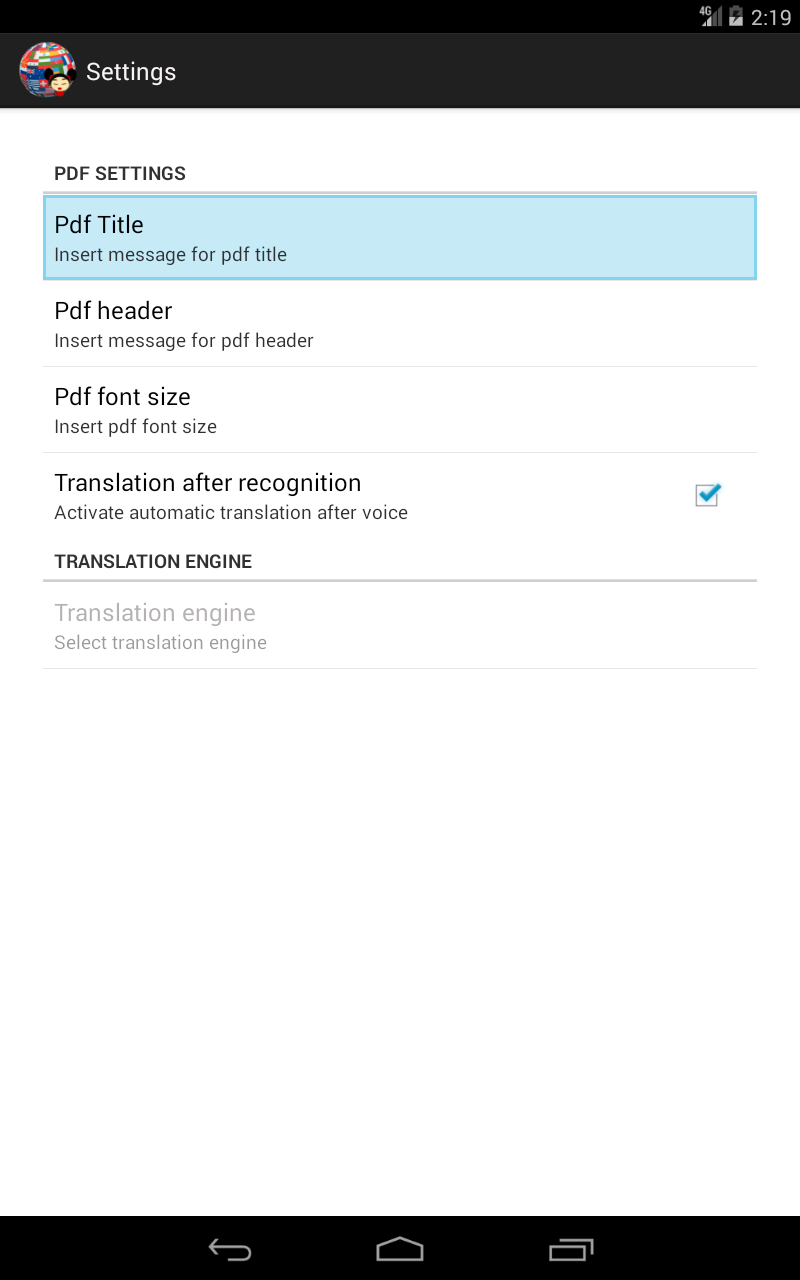 4G 2:19
Settings
PDF SETTINGS
Pdf Title
Insert message for pdf title
Pdf header
Insert message for pdf header
Pdf font size
Insert pdf font size
Translation after recognition
Activate automatic translation after voice
TRANSLATION ENGINE
Translation engine
Select translation engine